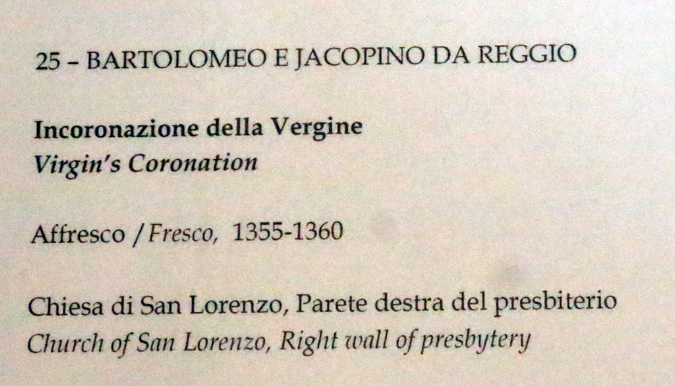 25 – BARTOLOMEO E JACOPINO DA REGGIO
Incoronazione della Vergine
Virgin's Coronation
Affresco / Fresco, 1355-1360
Chiesa di San Lorenzo, Parete destra del presbiterio
Church of San Lorenzo, Right wall of presbytery